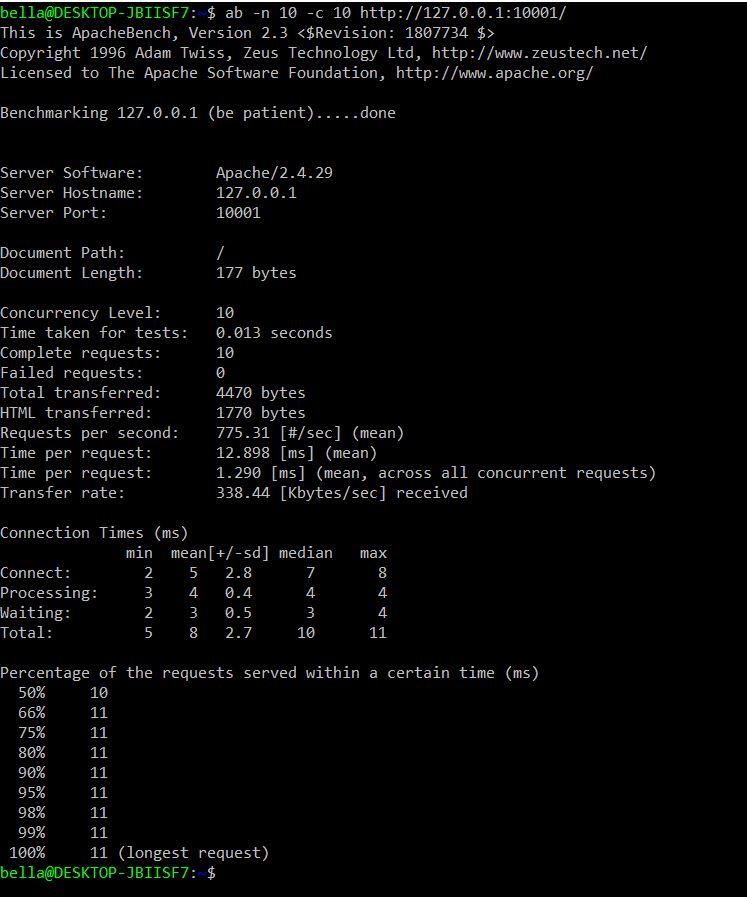 bella@DESKTOP-JBIISF7:~$ ab -n 10 -c 10 http://127.0.0.1:10001/
This is ApacheBench, Version 2.3 <$Revision: 1807734 $>
Copyright 1996 Adam Twiss, Zeus Technology Ltd, http://www.zeustech.net/
Licensed to The Apache Software Foundation, http://www.apache.org/

Benchmarking 127.0.0.1 (be patient).....done


Server Software:        Apache/2.4.29
Server Hostname:        127.0.0.1
Server Port:            10001

Document Path:          /
Document Length:        177 bytes

Concurrency Level:      10
Time taken for tests:   0.013 seconds
Complete requests:      10
Failed requests:        0
Total transferred:      4470 bytes
HTML transferred:       1770 bytes
Requests per second:    775.31 [#/sec] (mean)
Time per request:       12.898 [ms] (mean)
Time per request:       1.290 [ms] (mean, across all concurrent requests)
Transfer rate:          338.44 [Kbytes/sec] received

Connection Times (ms)
              min  mean[+/-sd] median   max
Connect:        2    5   2.8      7       8
Processing:     3    4   0.4      4       4
Waiting:        2    3   0.5      3       4
Total:          5    8   2.7     10      11

Percentage of the requests served within a certain time (ms)
  50%     10
  66%     11
  75%     11
  80%     11
  90%     11
  95%     11
  98%     11
  99%     11
 100%     11 (longest request)
bella@DESKTOP-JBIISF7:~$